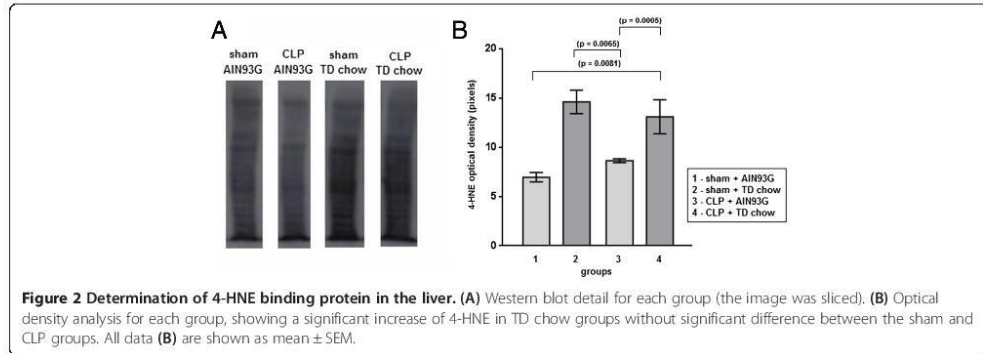 A
sham
AIN93G
CLP
AIN93G
sham
TD chow
CLP
TD chow
B
(p = 0.0005)
(p = 0.0065)
(p = 0.0081)
4-HNE optical density (pixels)
20
15
10
5
0
1
2
3
4
groups
1 - sham + AIN93G
2 - sham + TD chow
3 - CLP + AIN93G
4 - CLP + TD chow
Figure 2 Determination of 4-HNE binding protein in the liver. (A) Western blot detail for each group (the image was sliced). (B) Optical
density analysis for each group, showing a significant increase of 4-HNE in TD chow groups without significant difference between the sham and
CLP groups. All data (B) are shown as mean ± SEM.